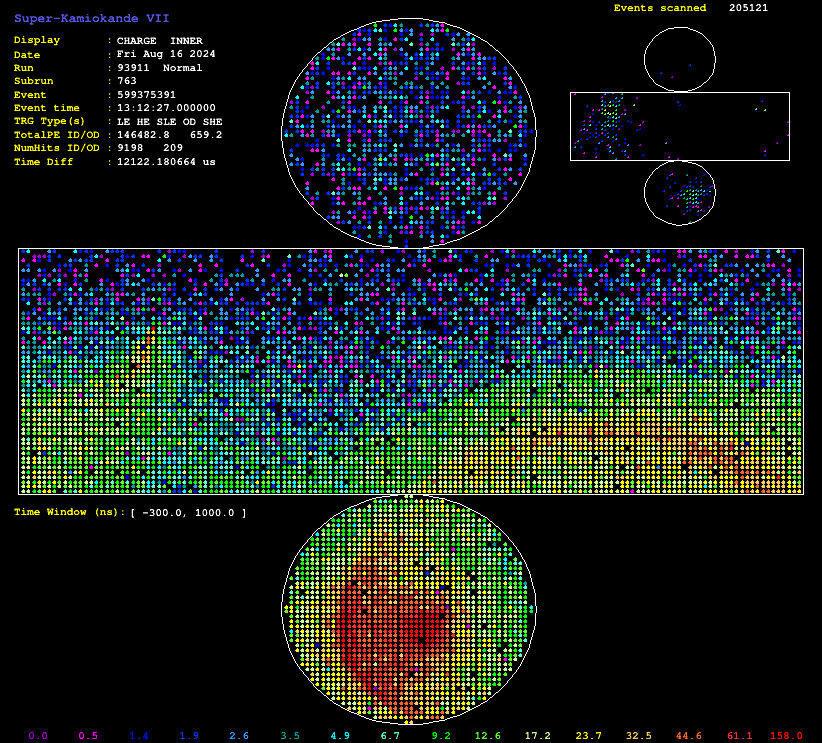 Super-Kamiokande VII
Events scanned 205121
Display : CHARGE INNER
Date : Fri Aug 16 2024
Run : 93911 Normal
Subrun : 763
Event : 599375391
Event time : 13:12:27.000000
TRG Type(s) : LE HE SLE OD SHE
TotalPE ID/OD : 146482.8 659.2
NumHits ID/OD : 9198 209
Time Diff : 12122.180664 us
Time Window (ns): [ -300.0, 1000.0 ]
0.0 0.5 1.4 1.9 2.6 3.5 4.9 6.7 9.2 12.6 17.2 23.7 32.5 44.6 61.1 158.0